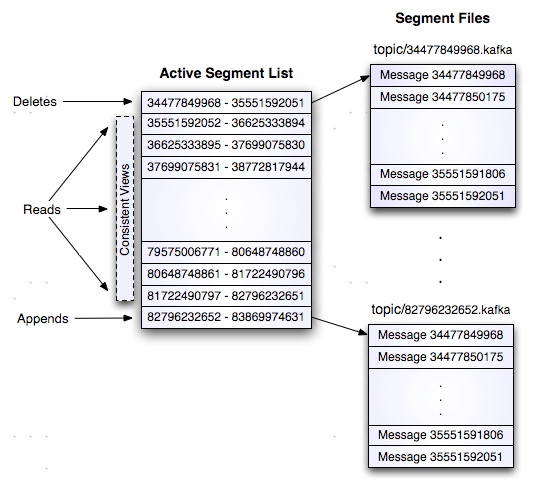 Segment Files
Active Segment List
topic/34477849968.kafka
Deletes
34477849968 - 35551592051
35551592052 - 36625333894
36625333895 - 37699075830
37699075831 - 38772817944
.
.
.
79575006771 - 80648748860
80648748861 - 81722490796
81722490797 - 82796232651
82796232652 - 83869974631
Reads
Consistent Views
Appends
Message 34477849968
Message 34477850175
.
.
.
Message 35551591806
Message 35551592051
.
.
.
topic/82796232652.kafka
Message 34477849968
Message 34477850175
.
.
.
Message 35551591806
Message 35551592051